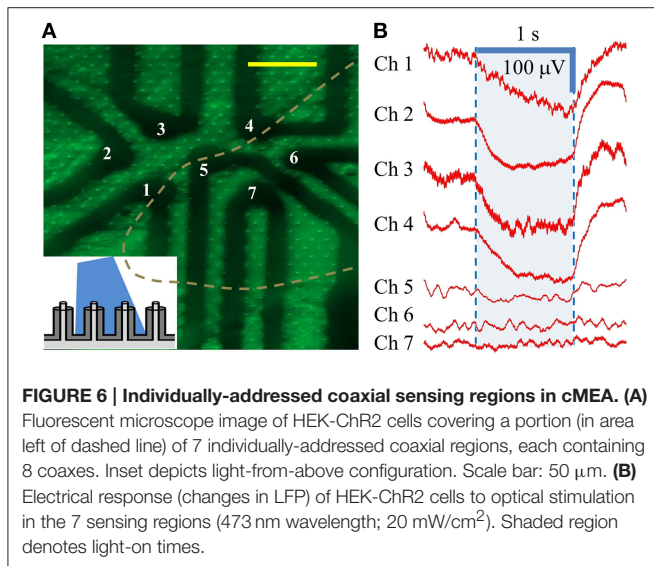 A
B
1
2
3
4
5
6
7
1 s
100 μV
Ch 1
Ch 2
Ch 3
Ch 4
Ch 5
Ch 6
Ch 7
FIGURE 6 | Individually-addressed coaxial sensing regions in cMEA. (A)
Fluorescent microscope image of HEK-ChR2 cells covering a portion (in area
left of dashed line) of 7 individually-addressed coaxial regions, each containing
8 coaxes. Inset depicts light-from-above configuration. Scale bar: 50 μm. (B)
Electrical response (changes in LFP) of HEK-ChR2 cells to optical stimulation
in the 7 sensing regions (473 nm wavelength; 20 mW/cm²). Shaded region
denotes light-on times.